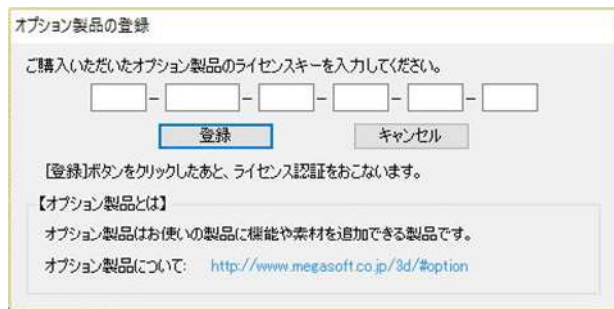 オプション製品の登録
ご購入いただいたオプション製品のライセンスキーを入力してください。
- - - - -
登録 キャンセル
[登録]ボタンをクリックしたあと、ライセンス認証をおこないます。
【オプション製品とは】
オプション製品はお使いの製品に機能や素材を追加できる製品です。
オプション製品について: http://www.megasoft.co.jp/3d/#option